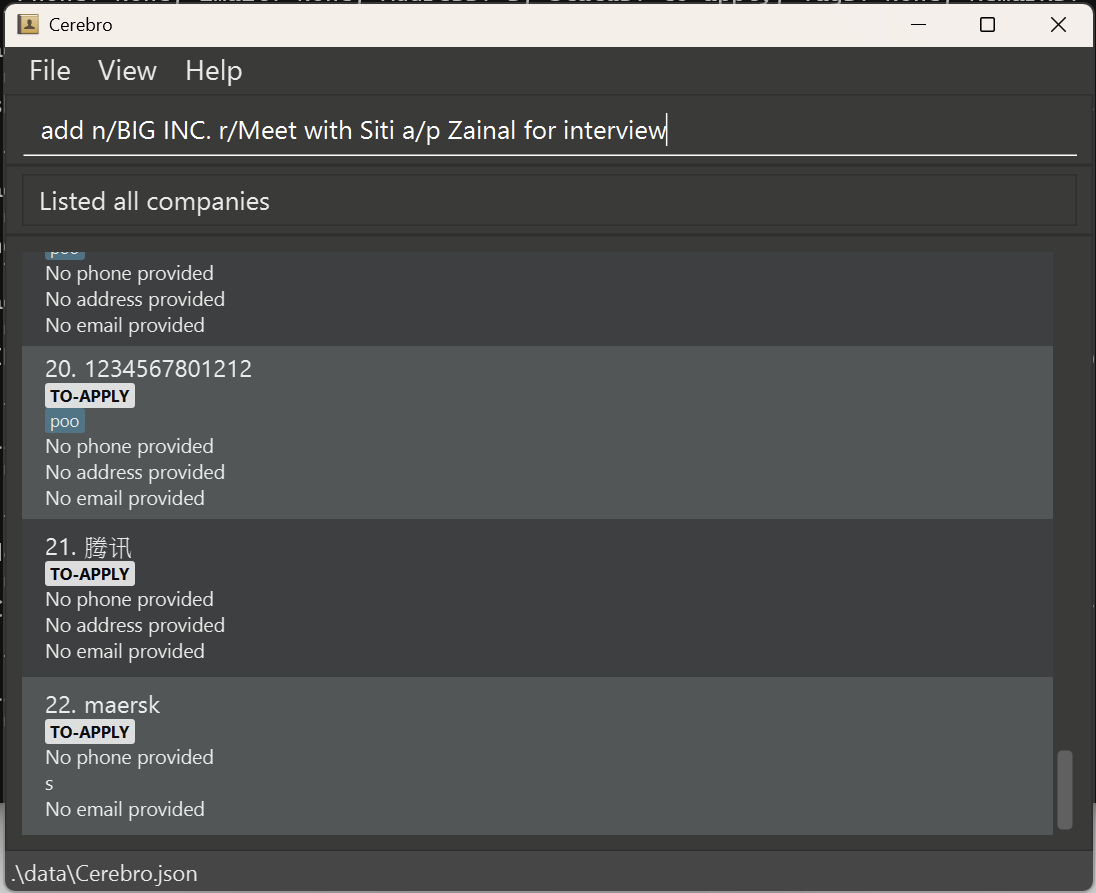 Cerebro
File View Help
add n/BIG INC. r/Meet with Siti a/p Zainal for interview
Listed all companies
poo
No phone provided
No address provided
No email provided
20. 1234567801212
TO-APPLY
poo
No phone provided
No address provided
No email provided
21. 腾讯
TO-APPLY
No phone provided
No address provided
No email provided
22. maersk
TO-APPLY
No phone provided
s
No email provided
.\data\Cerebro.json